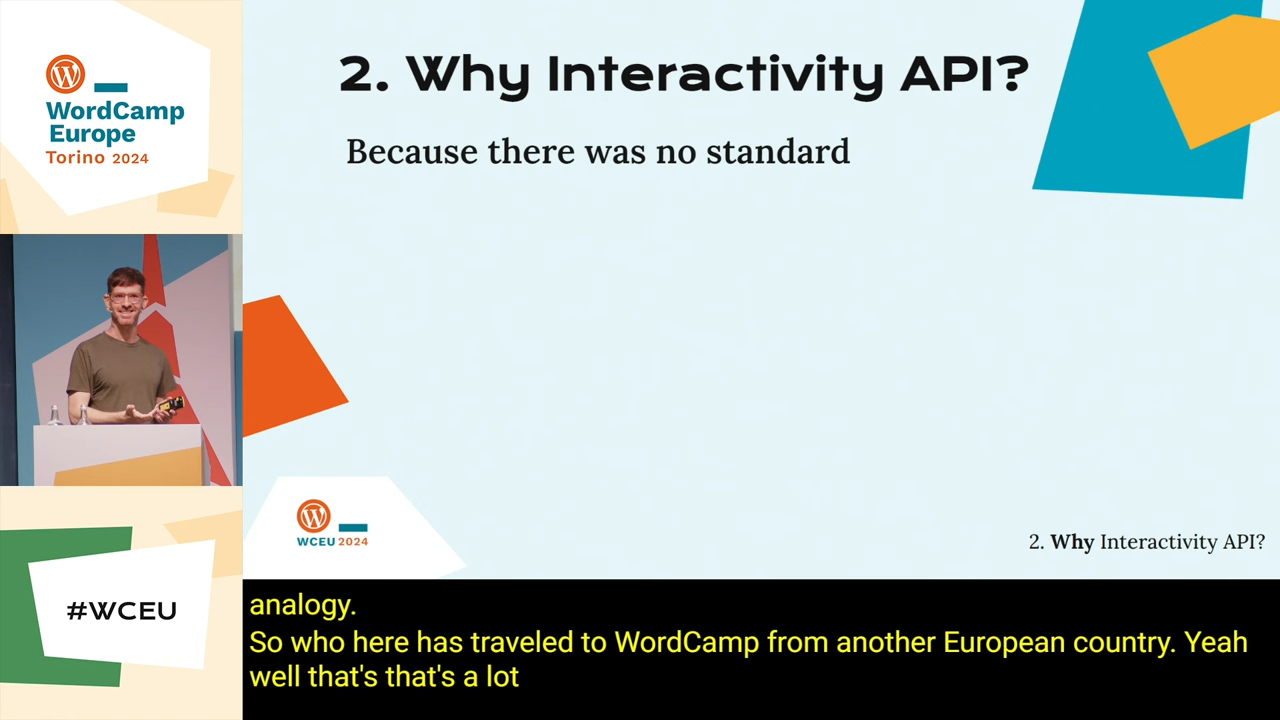 WordCamp
Europe
Torino 2024
#WCEU
2. Why Interactivity API?
Because there was no standard
WCEU 2024
2. Why Interactivity API?
analogy.
So who here has traveled to WordCamp from another European country. Yeah
well that's that's a lot